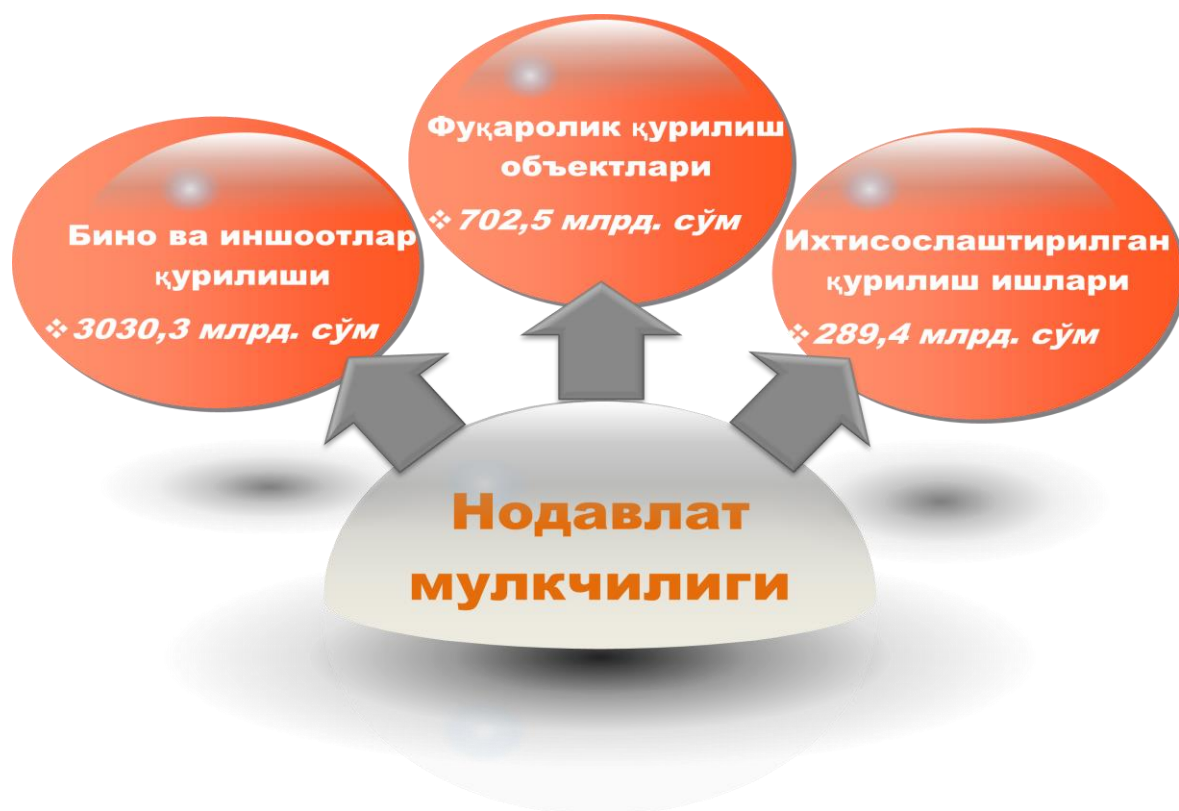 Фуқаролик қурилиш
объектлари
❖ 702,5 млрд. сўм
Бино ва иншоотлар
қурилиши
❖ 3030,3 млрд. сўм
Ихтисослаштирилган
қурилиш ишлари
❖ 289,4 млрд. сўм
Нодавлат
мулкчилиги